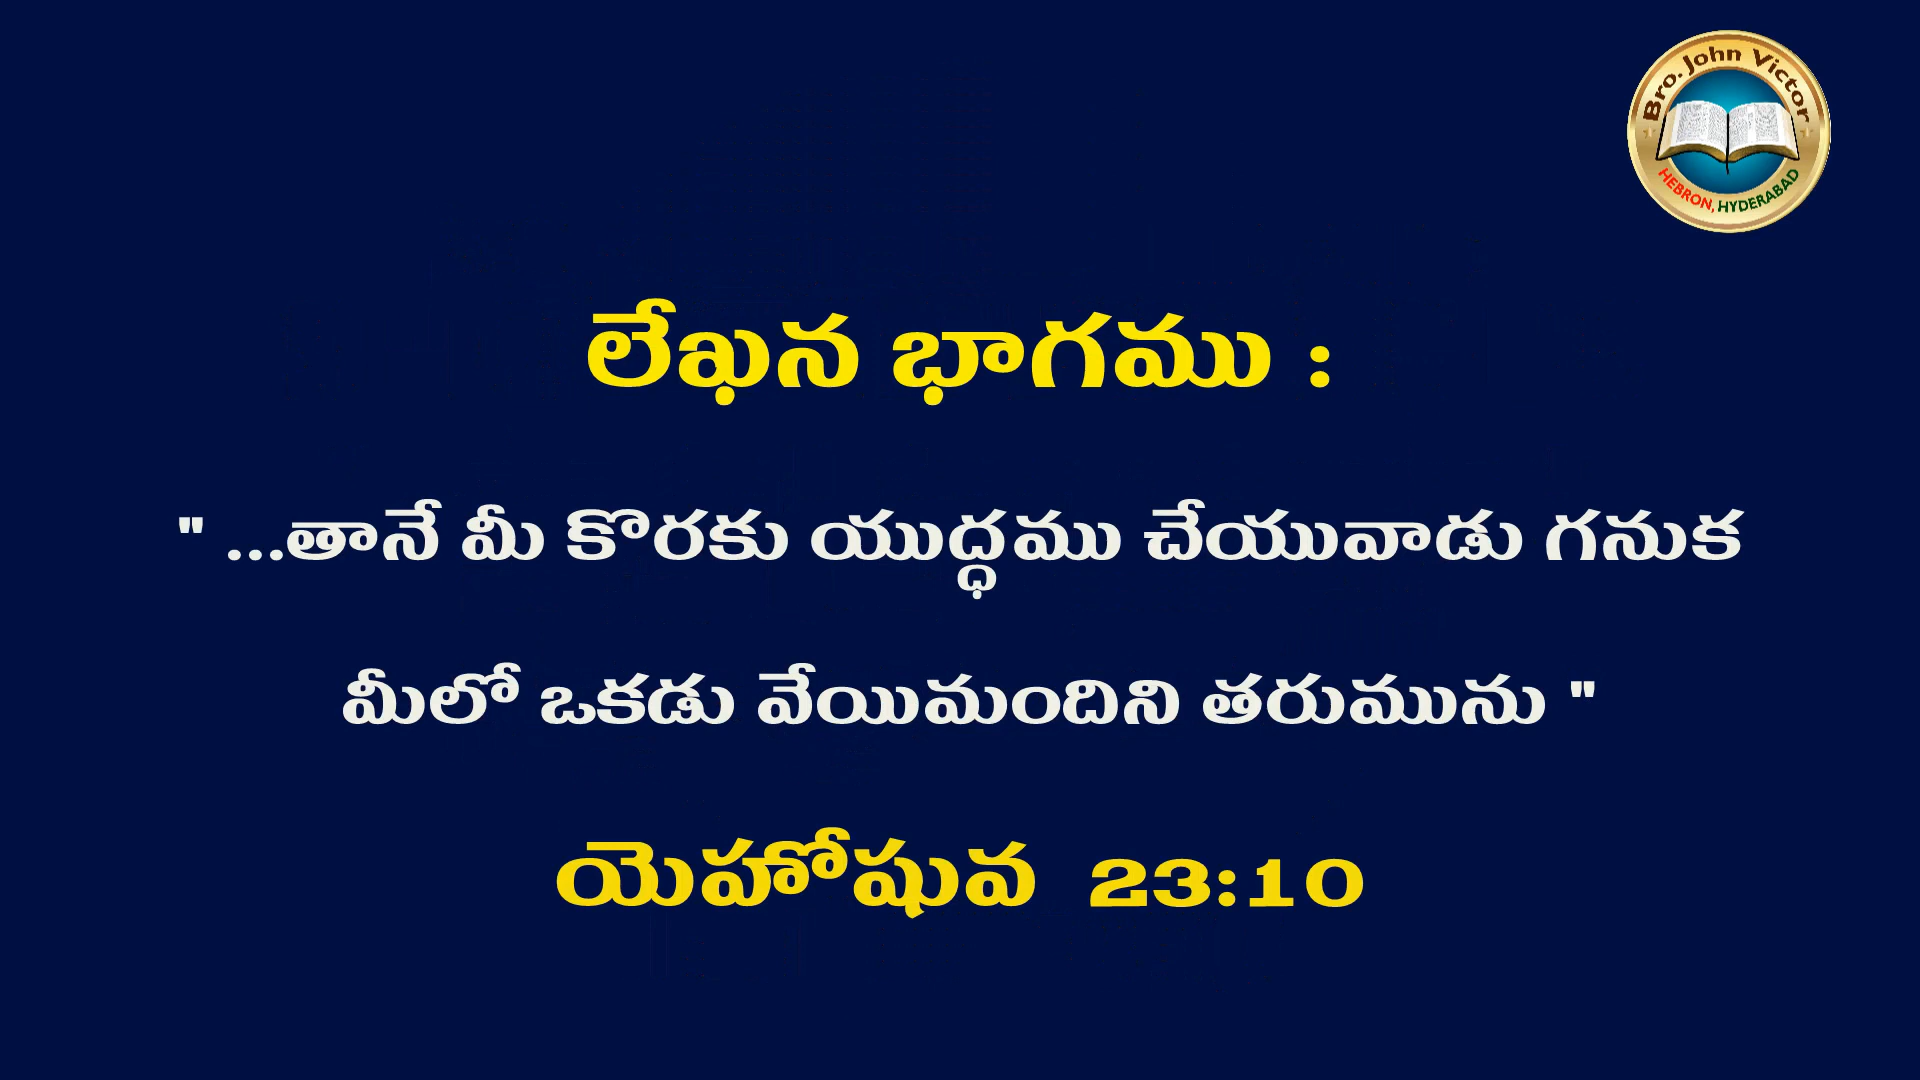 Bro. John Victor
HEBRON, HYDERABAD
లేఖన భాగము :
" ...తానే మీ కొరకు యుద్ధము చేయువాడు గనుక
మీలో ఒకడు వేయిమందిని తరుమును "
యెహోషువ 23:10